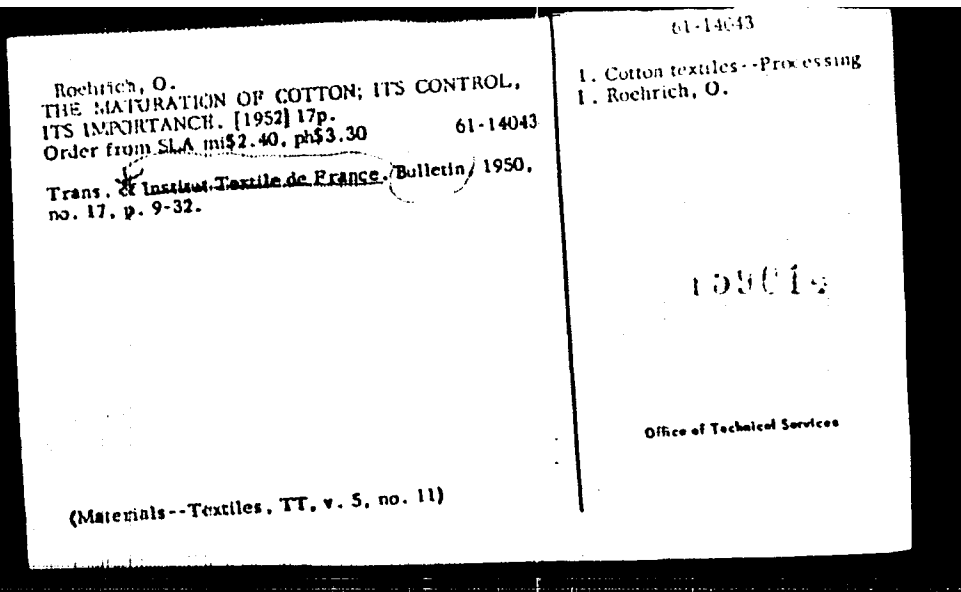 Roehrich, O.
THE MATURATION OF COTTON; ITS CONTROL,
ITS IMPORTANCE. [1952] 17p.
Order from SLA mi$2.40, ph$3.30 61-14043
Trans. of Institut Textile de France. Bulletin, 1950,
no. 17, p. 9-32.
(Materials--Textiles, TT, v. 5, no. 11)
61-14043
1. Cotton textiles--Processing
I. Roehrich, O.
Office of Technical Services